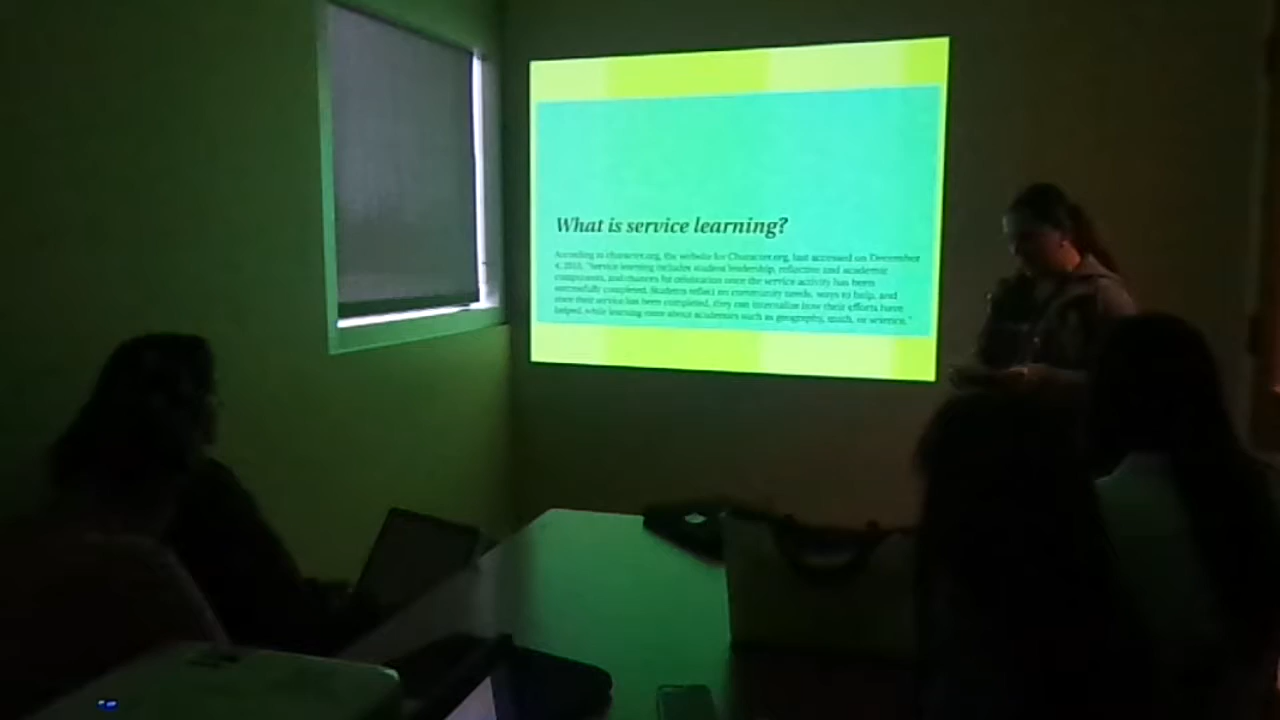 What is service learning?
According to character.org, the website for Character.org, last accessed on December
4, 2018, "Service learning includes student leadership, reflective and academic
components, and chances for orientation once the service activity has been
successfully completed. Students reflect on community needs, ways to help, and
once their service has been completed, they can internalize how their efforts have
helped, while learning more about academics such as geography, math, or science."